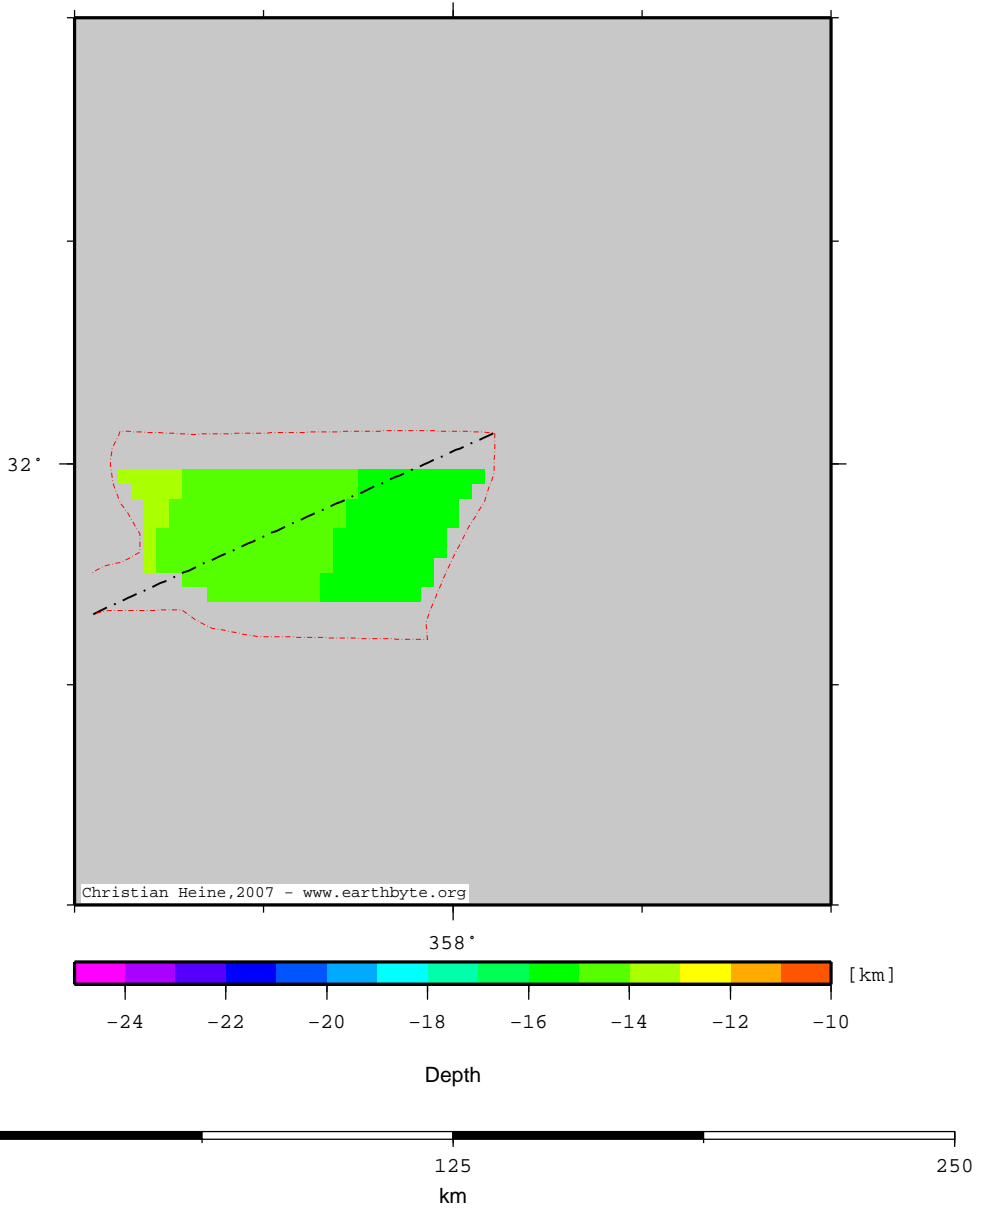 32°
Christian Heine,2007 - www.earthbyte.org
358°
[km]
-24 -22 -20 -18 -16 -14 -12 -10
Depth
125 250
km